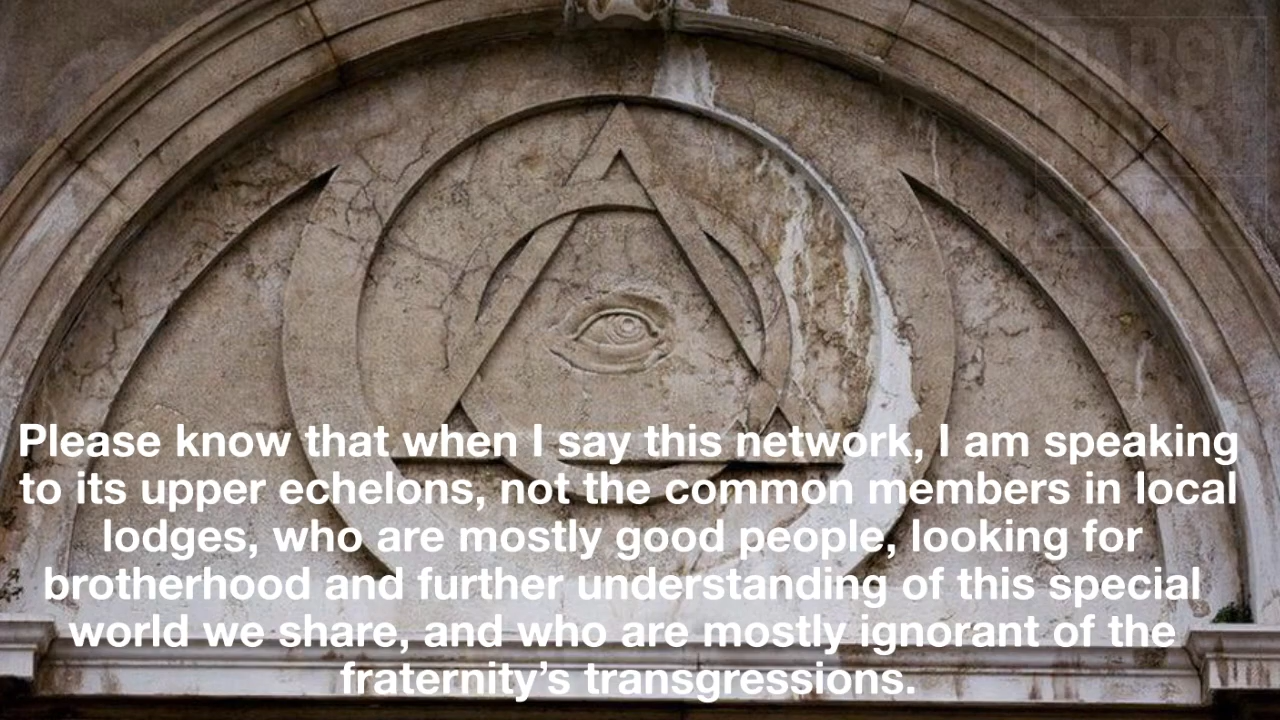 Please know that when I say this network, I am speaking
to its upper echelons, not the common members in local
lodges, who are mostly good people, looking for
brotherhood and further understanding of this special
world we share, and who are mostly ignorant of the
fraternity’s transgressions.